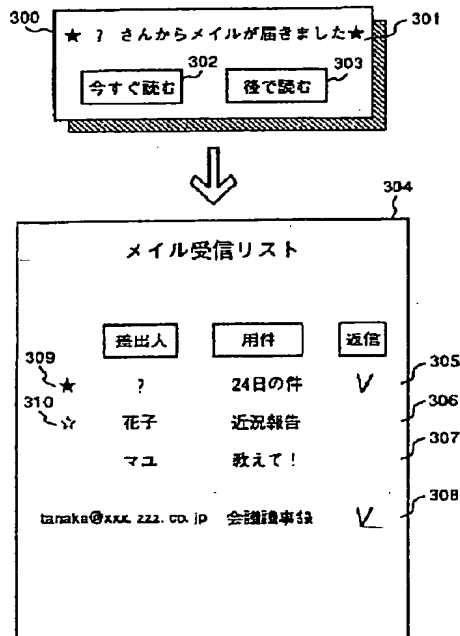 300
★ ? さんからメイルが届きました★
301
302
303
今すぐ読む 後で読む
304
メイル受信リスト
差出人 用件 返信
309
★ ? 24日の件 V 305
310
☆ 花子 近況報告 306
マユ 教えて! 307
tanaka@xxx.zzz.co.jp 会議議事録 V 308